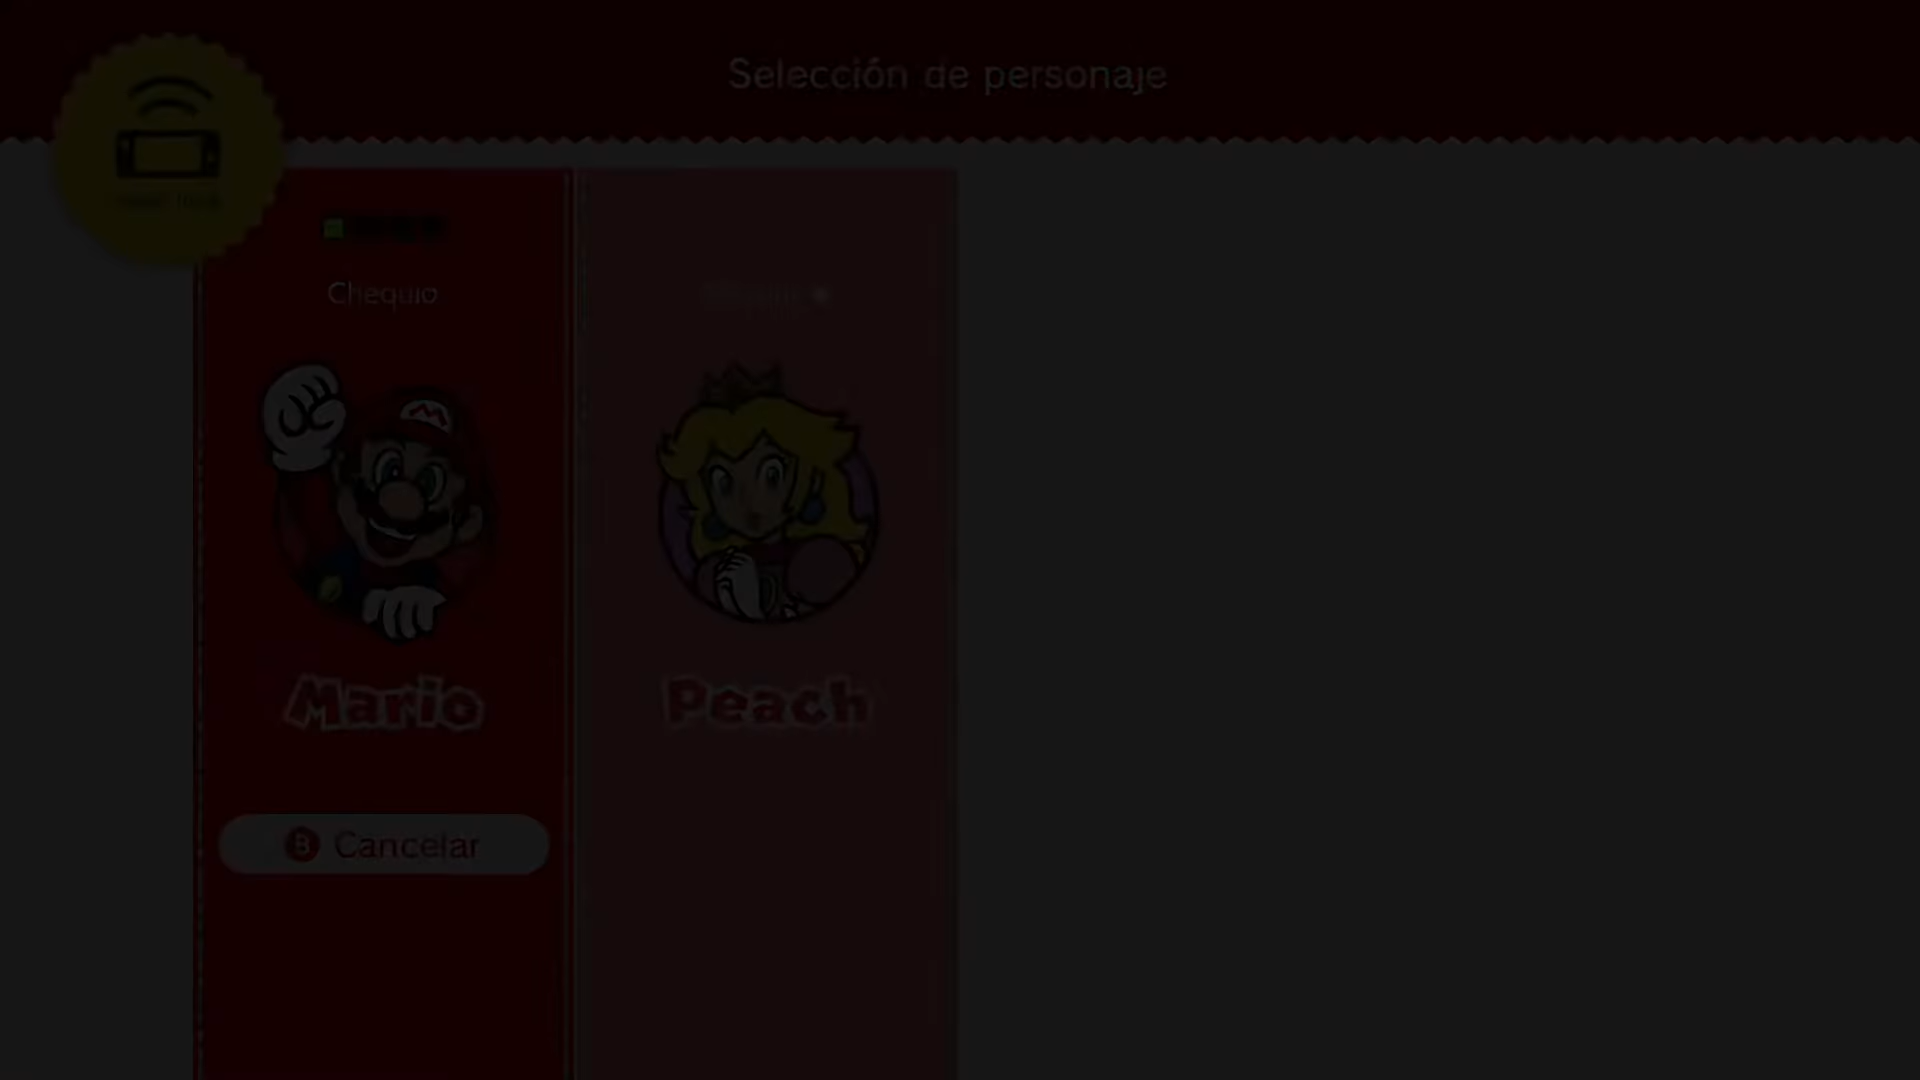 Selección de personaje
Chequio
Mario
Peach
B Cancelar